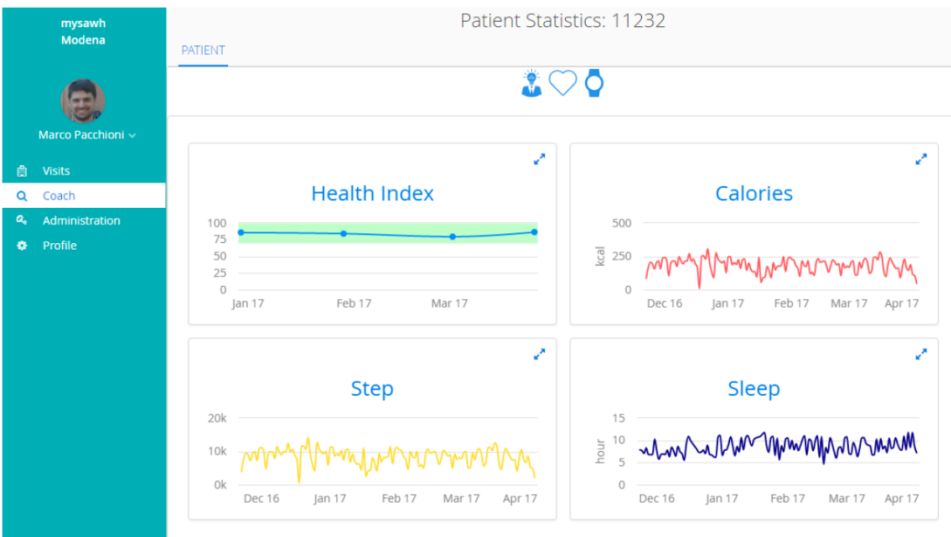 mysawh
Modena
Patient Statistics: 11232
PATIENT
Marco Pacchioni
Visits
Coach
Administration
Profile
Health Index
100
75
50
25
0
Jan 17 Feb 17 Mar 17
Calories
kcal
500
250
0
Dec 16 Jan 17 Feb 17 Mar 17 Apr 17
Step
20k
10k
0k
Dec 16 Jan 17 Feb 17 Mar 17 Apr 17
Sleep
hour
15
10
5
0
Dec 16 Jan 17 Feb 17 Mar 17 Apr 17